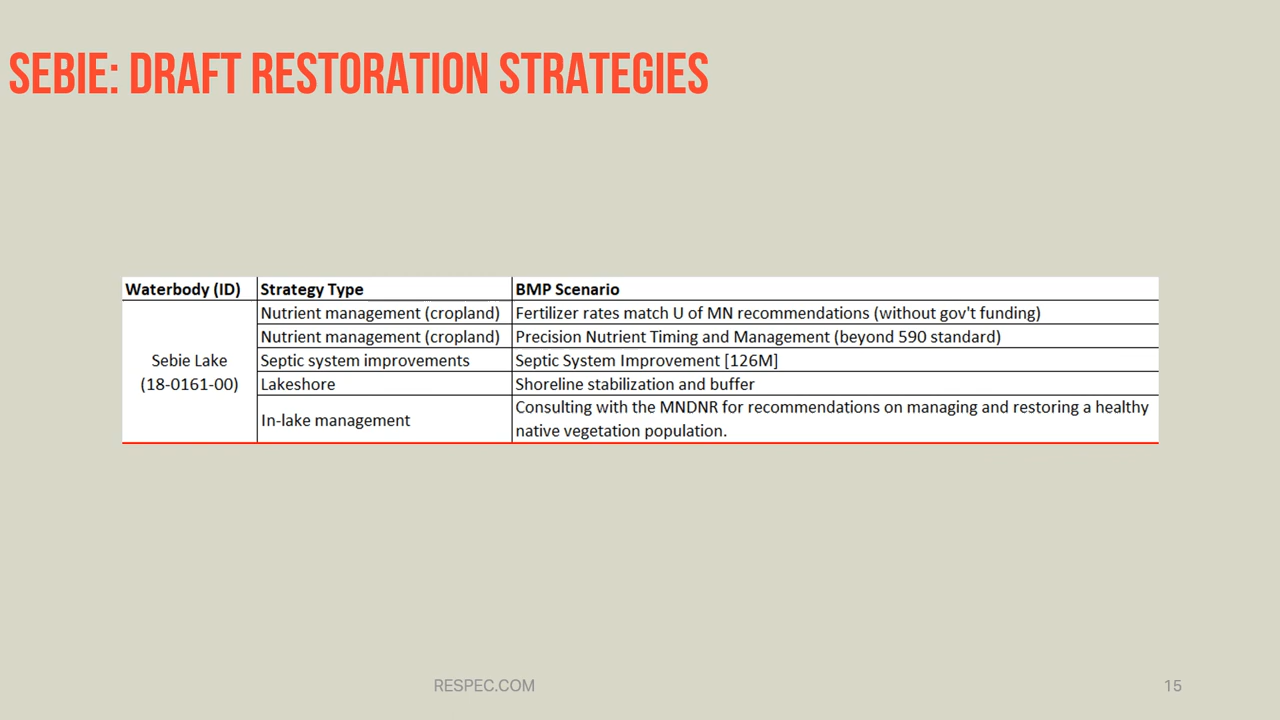 SEBIE: DRAFT RESTORATION STRATEGIES
Waterbody (ID) Strategy Type BMP Scenario
Nutrient management (cropland) Fertilizer rates match U of MN recommendations (without gov't funding)
Nutrient management (cropland) Precision Nutrient Timing and Management (beyond 590 standard)
Sebie Lake
(18-0161-00)
Septic system improvements Septic System Improvement [126M]
Lakeshore Shoreline stabilization and buffer
In-lake management Consulting with the MNDNR for recommendations on managing and restoring a healthy
native vegetation population.
RESPEC.COM 15